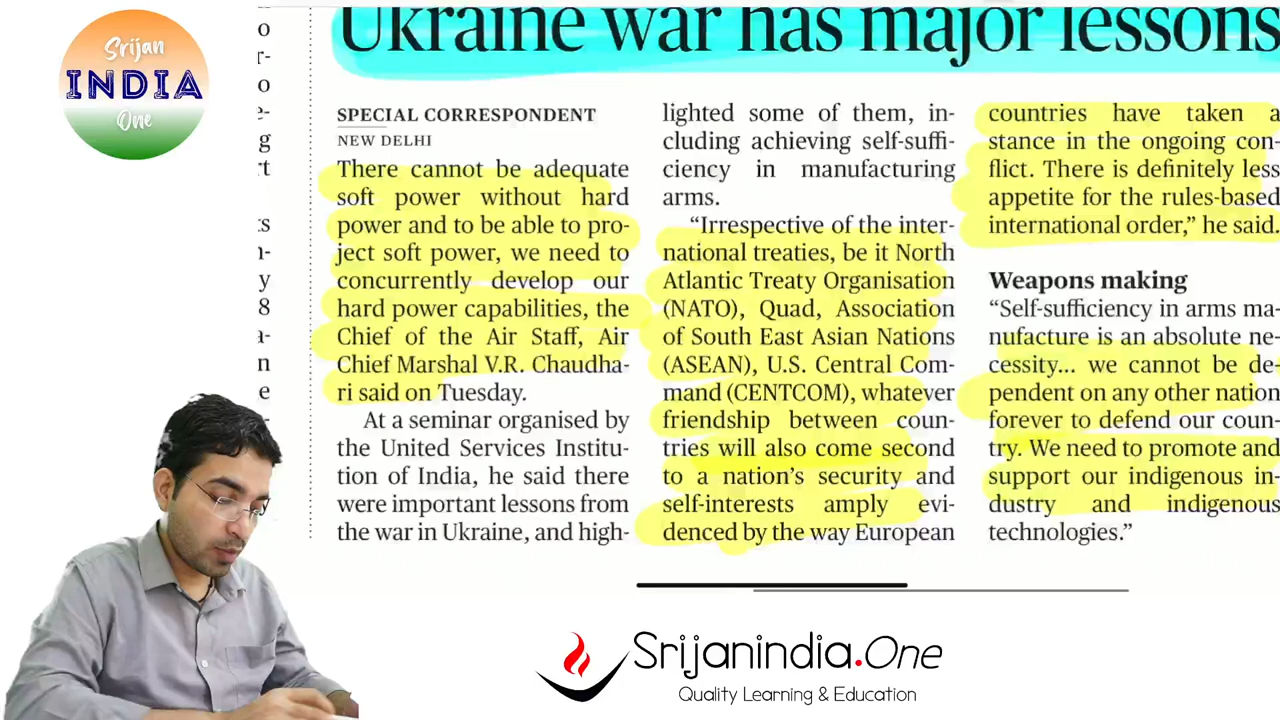 Srijan
INDIA
One
Ukraine war has major lessons
o
r-
o
e-
g
rt
n-
y
8
a-
n
e
SPECIAL CORRESPONDENT
NEW DELHI
There cannot be adequate
soft power without hard
power and to be able to pro-
ject soft power, we need to
concurrently develop our
hard power capabilities, the
Chief of the Air Staff, Air
Chief Marshal V.R. Chaudha-
ri said on Tuesday.
At a seminar organised by
the United Services Institu-
tion of India, he said there
were important lessons from
the war in Ukraine, and high-
lighted some of them, in-
cluding achieving self-suffi-
ciency in manufacturing
arms.
“Irrespective of the inter-
national treaties, be it North
Atlantic Treaty Organisation
(NATO), Quad, Association
of South East Asian Nations
(ASEAN), U.S. Central Com-
mand (CENTCOM), whatever
friendship between coun-
tries will also come second
to a nation’s security and
self-interests amply evi-
denced by the way European
countries have taken a
stance in the ongoing con-
flict. There is definitely less
appetite for the rules-based
international order,” he said.
Weapons making
“Self-sufficiency in arms ma-
nufacture is an absolute ne-
cessity... we cannot be de-
pendent on any other nation
forever to defend our coun-
try. We need to promote and
support our indigenous in-
dustry and indigenous
technologies.”
Srijanindia.One
Quality Learning & Education